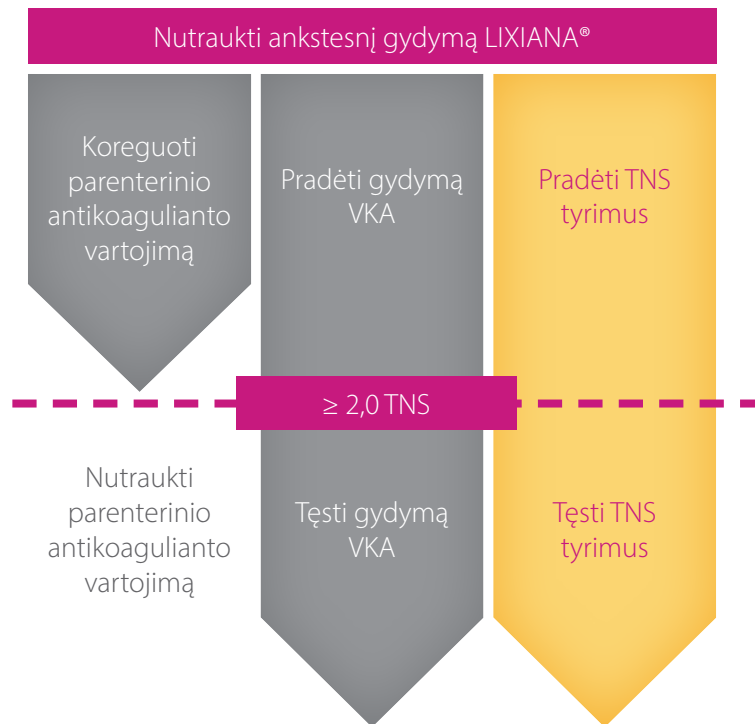 Nutraukti ankstesnį gydymą LIXIANA®
Koreguoti
parenterinio
antikoagulianto
vartojimą
Pradėti gydymą
VKA
Pradėti TNS
tyrimus
≥ 2,0 TNS
Nutraukti
parenterinio
antikoagulianto
vartojimą
Tęsti gydymą
VKA
Tęsti TNS
tyrimus